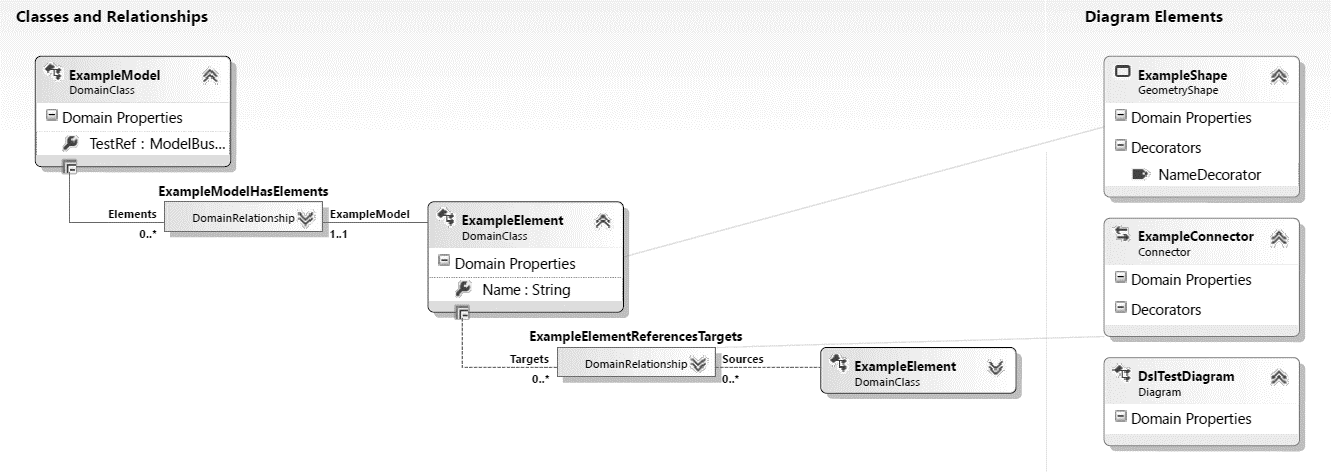 Classes and Relationships
Diagram Elements
ExampleModel
DomainClass
Domain Properties
TestRef : ModelBus...
ExampleModelHasElements
Elements
DomainRelationship
ExampleModel
0..*
1..1
ExampleElement
DomainClass
Domain Properties
Name : String
ExampleElementReferencesTargets
Targets
DomainRelationship
Sources
0..*
0..*
ExampleElement
DomainClass
ExampleShape
GeometryShape
Domain Properties
Decorators
NameDecorator
ExampleConnector
Connector
Domain Properties
Decorators
DslTestDiagram
Diagram
Domain Properties